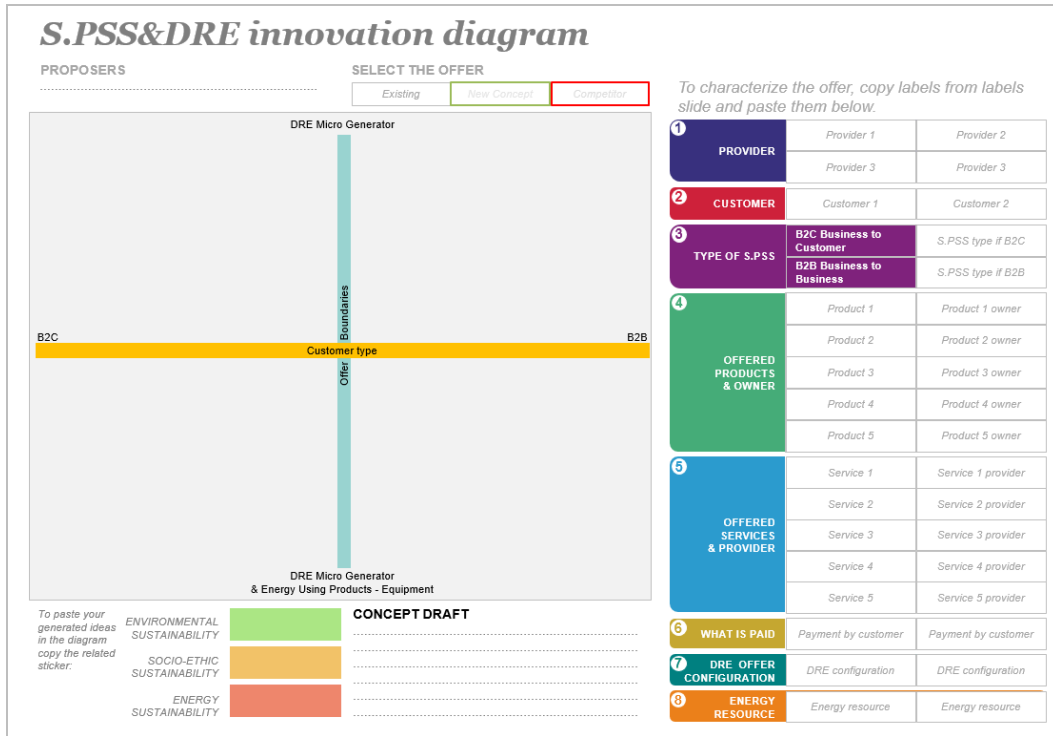 S.PSS&DRE innovation diagram
PROPOSERS
SELECT THE OFFER
Existing
New Concept
Competitor
To characterize the offer, copy labels from labels
slide and paste them below.
DRE Micro Generator
B2C
B2B
Customer type
Offer Boundaries
DRE Micro Generator
& Energy Using Products - Equipment
To paste your
generated ideas
in the diagram
copy the related
sticker:
ENVIRONMENTAL
SUSTAINABILITY
SOCIO-ETHIC
SUSTAINABILITY
ENERGY
SUSTAINABILITY
CONCEPT DRAFT
1
PROVIDER
Provider 1
Provider 2
Provider 3
Provider 3
2
CUSTOMER
Customer 1
Customer 2
3
TYPE OF S.PSS
B2C Business to
Customer
S.PSS type if B2C
B2B Business to
Business
S.PSS type if B2B
4
OFFERED
PRODUCTS
& OWNER
Product 1
Product 1 owner
Product 2
Product 2 owner
Product 3
Product 3 owner
Product 4
Product 4 owner
Product 5
Product 5 owner
5
OFFERED
SERVICES
& PROVIDER
Service 1
Service 1 provider
Service 2
Service 2 provider
Service 3
Service 3 provider
Service 4
Service 4 provider
Service 5
Service 5 provider
6
WHAT IS PAID
Payment by customer
Payment by customer
7
DRE OFFER
CONFIGURATION
DRE configuration
DRE configuration
8
ENERGY
RESOURCE
Energy resource
Energy resource